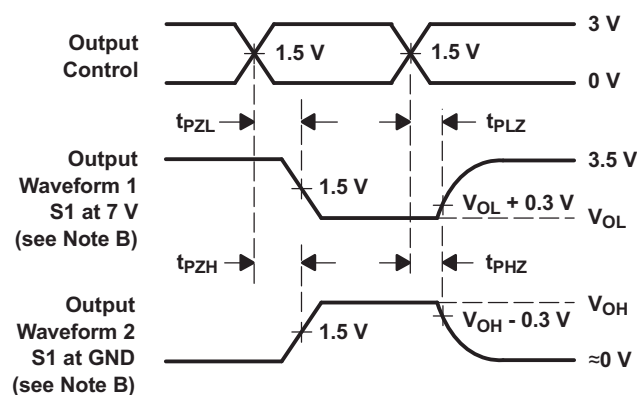 3 V
Output
Control
1.5 V
1.5 V
0 V
tPZL
tPLZ
Output
Waveform 1
S1 at 7 V
(see Note B)
3.5 V
1.5 V
VOL + 0.3 V
VOL
tPZH
tPHZ
Output
Waveform 2
S1 at GND
(see Note B)
VOH
1.5 V
VOH - 0.3 V
≈0 V